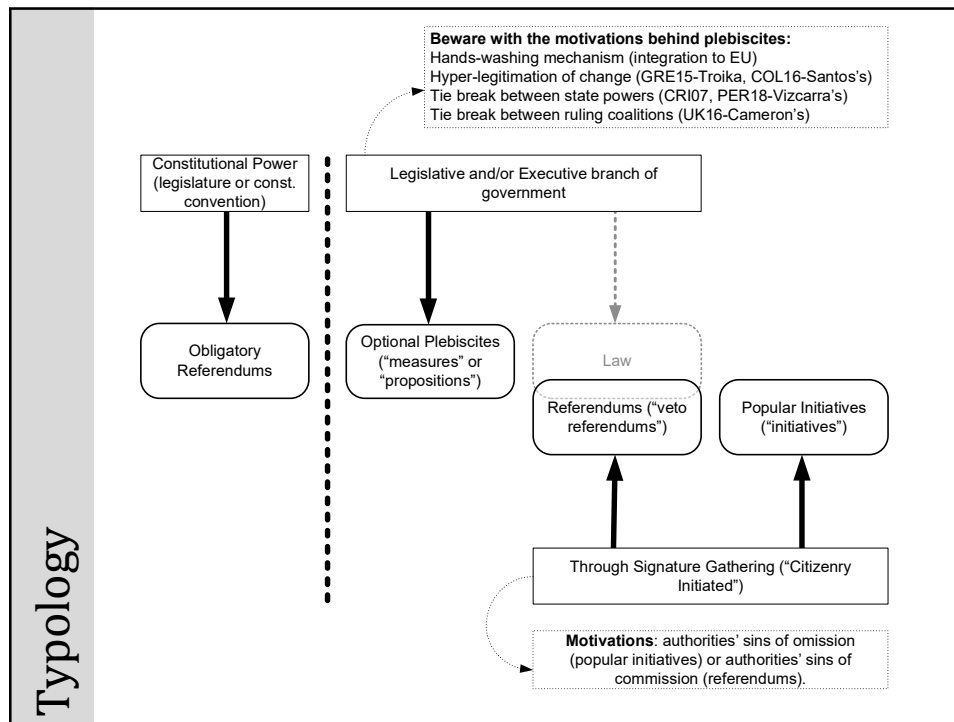 Typology
Beware with the motivations behind plebiscites:
Hands-washing mechanism (integration to EU)
Hyper-legitimation of change (GRE15-Troika, COL16-Santos’s)
Tie break between state powers (CRI07, PER18-Vizcarra’s)
Tie break between ruling coalitions (UK16-Cameron’s)
Constitutional Power
(legislature or const.
convention)
Legislative and/or Executive branch of
government
Obligatory
Referendums
Optional Plebiscites
(“measures” or
“propositions”)
Law
Referendums (“veto
referendums”)
Popular Initiatives
(“initiatives”)
Through Signature Gathering (“Citizenry
Initiated”)
Motivations: authorities’ sins of omission
(popular initiatives) or authorities’ sins of
commission (referendums).